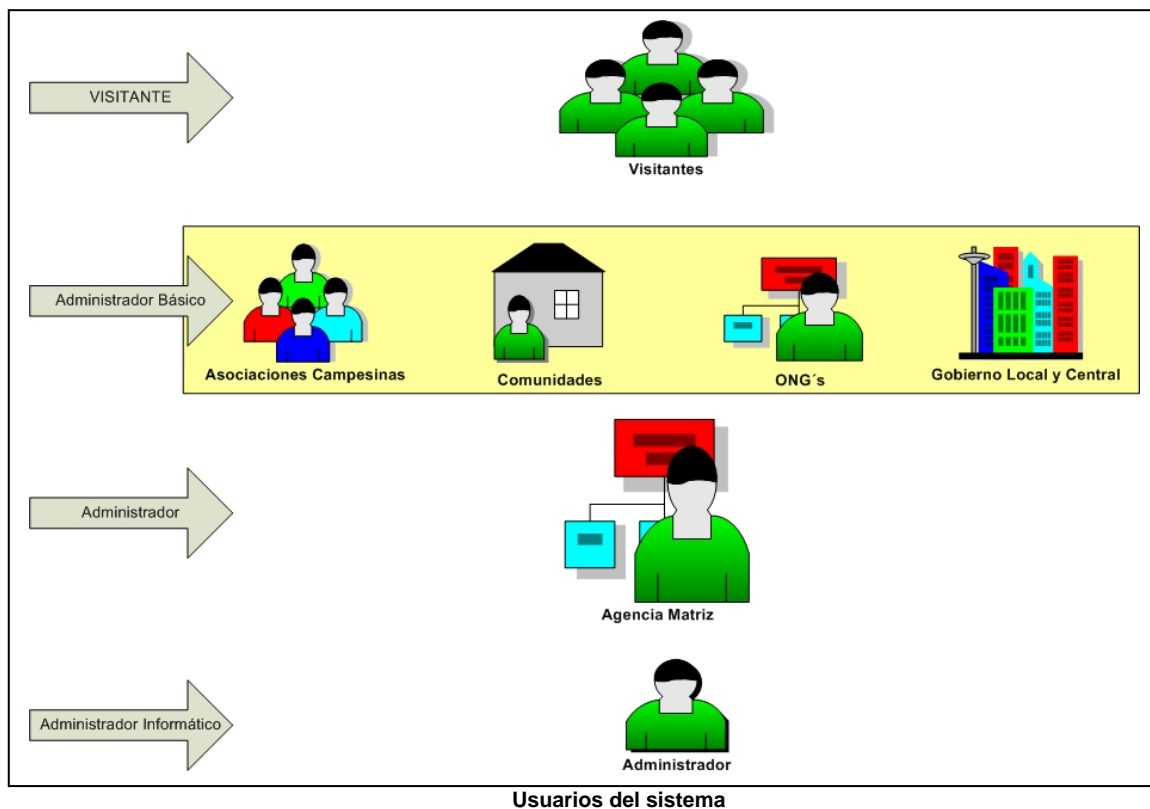 VISITANTE
Visitantes
Administrador Básico
Asociaciones Campesinas
Comunidades
ONG´s
Gobierno Local y Central
Administrador
Agencia Matriz
Administrador Informático
Administrador
Usuarios del sistema